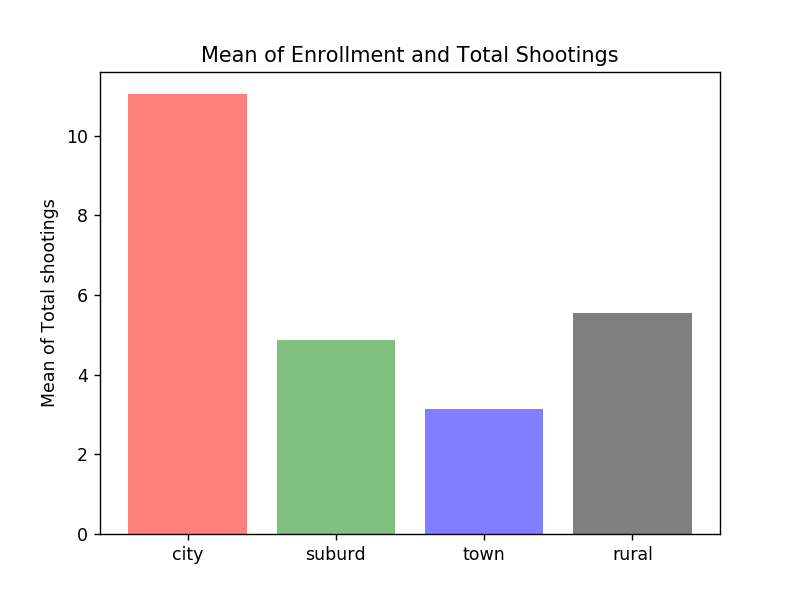 Mean of Enrollment and Total Shootings
Mean of Total shootings
10
8
6
4
2
0
city suburd town rural